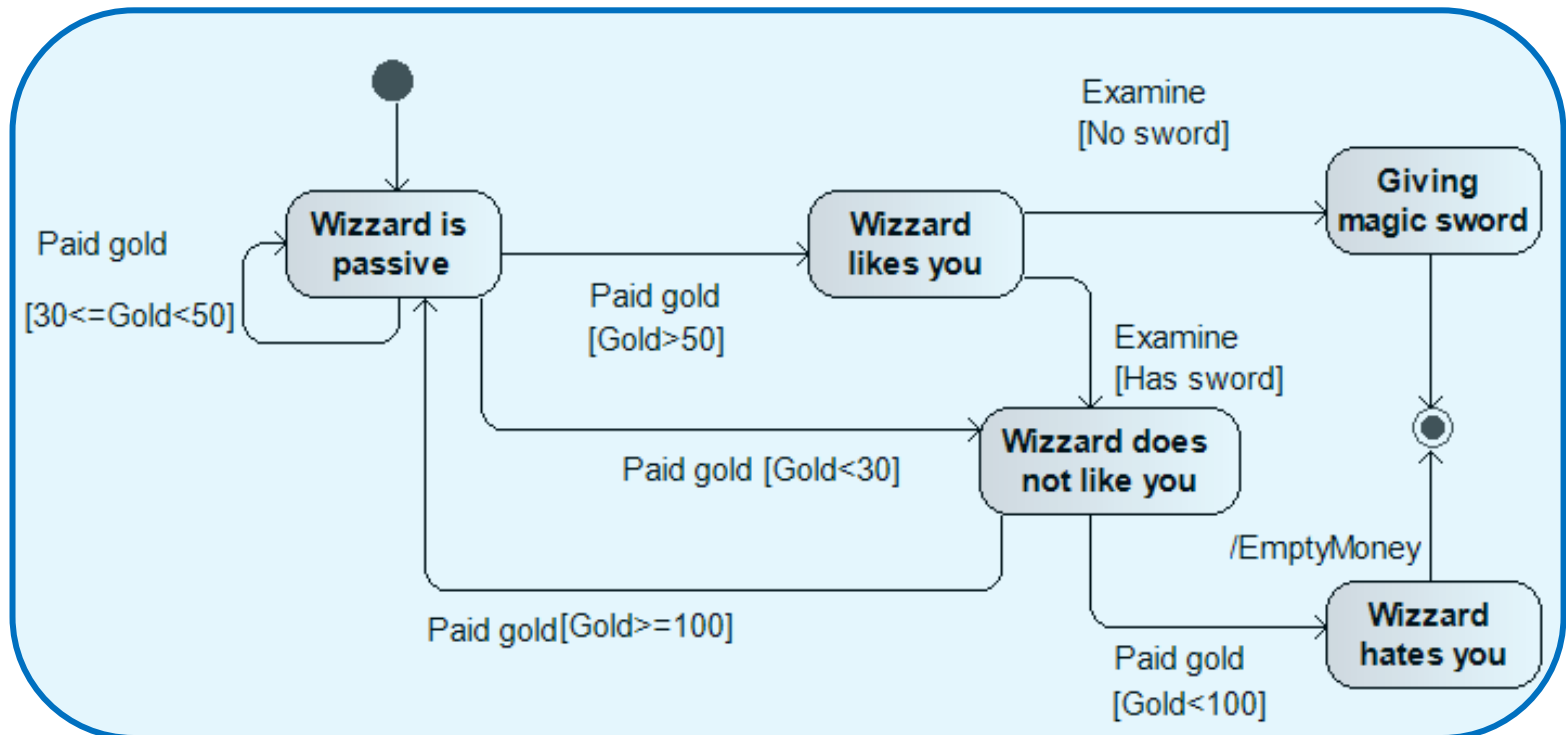 Examine
[No sword]
Giving
magic sword
Wizzard is
passive
Wizzard
likes you
Paid gold
[30<=Gold<50]
Paid gold
[Gold>50]
Examine
[Has sword]
Wizzard does
not like you
Paid gold [Gold<30]
/EmptyMoney
Paid gold[Gold>=100]
Wizzard
hates you
Paid gold
[Gold<100]